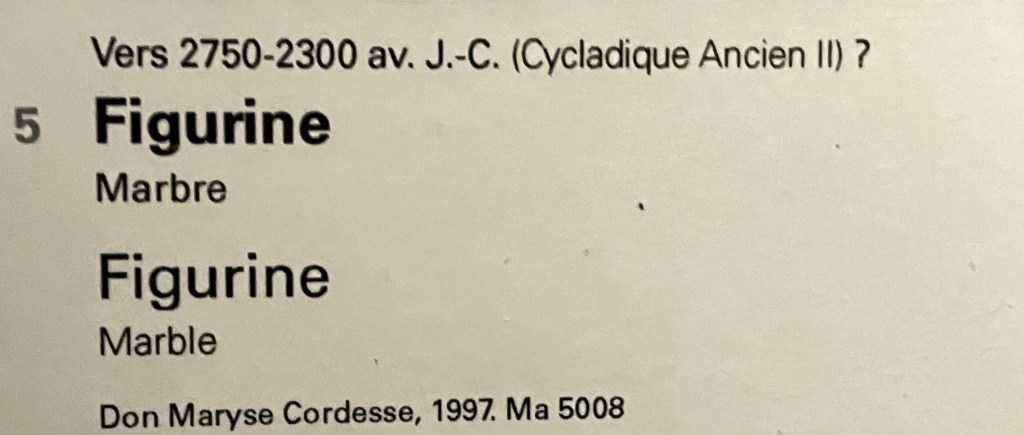 Vers 2750-2300 av. J.-C. (Cycladique Ancien II) ?
5 Figurine
Marbre
Figurine
Marble
Don Maryse Cordesse, 1997. Ma 5008